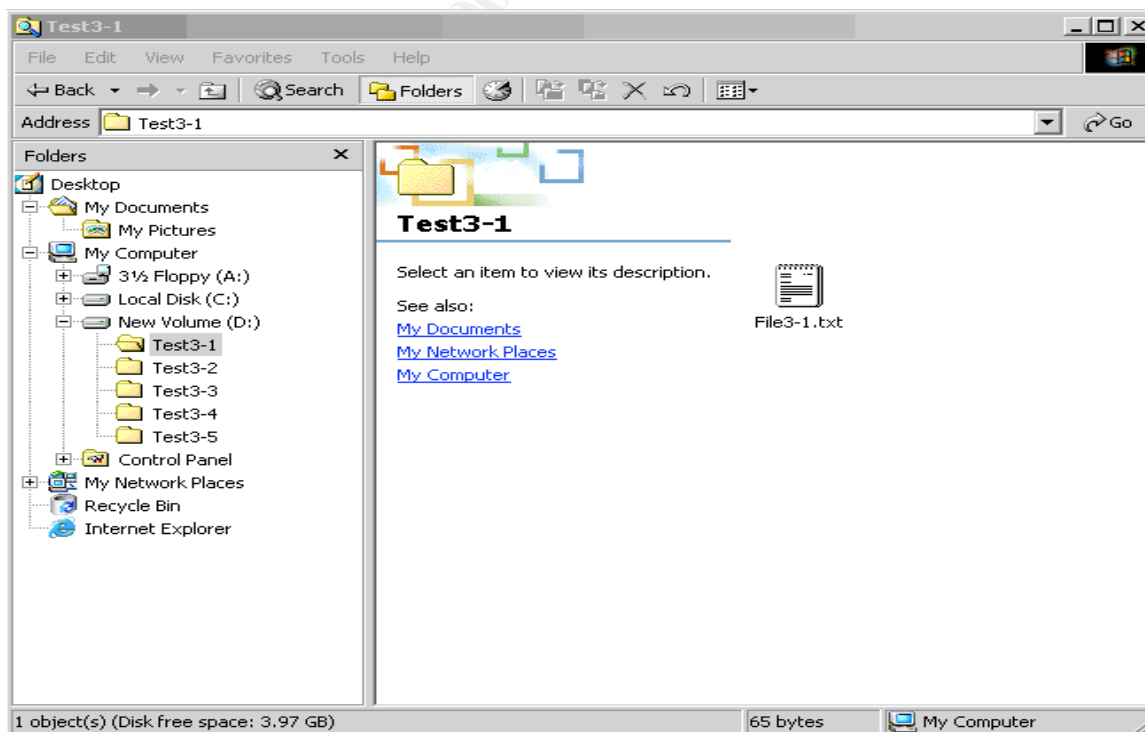 Test3-1
File Edit View Favorites Tools Help
Back Search Folders
Address Test3-1 Go
Folders
Desktop
My Documents
My Pictures
My Computer
3½ Floppy (A:)
Local Disk (C:)
New Volume (D:)
Test3-1
Test3-2
Test3-3
Test3-4
Test3-5
Control Panel
My Network Places
Recycle Bin
Internet Explorer
Test3-1
Select an item to view its description.
See also:
My Documents
My Network Places
My Computer
File3-1.txt
1 object(s) (Disk free space: 3.97 GB) 65 bytes My Computer